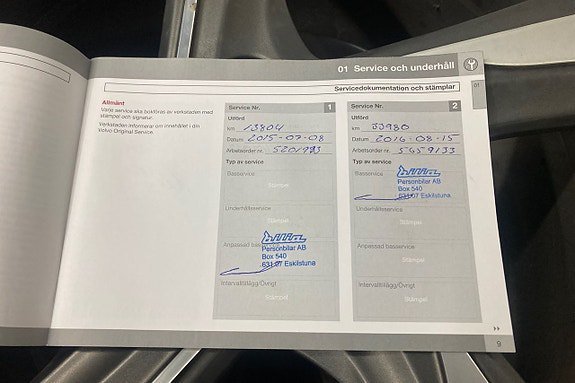 01 Service och underhåll
Servicedokumentation och stämplar
01
Allmänt
Varje service ska bokföras av verkstaden med
stämpel och signatur.
Verkstaden informerar om innehållet i din
Volvo Original Service.
Service Nr. 1
Utförd
km 13804
Datum 2015-07-08
Arbetsorder nr.
Typ av service
Basservice
Stämpel
Underhållsservice
Anpassad
Personbilar AB
Box 540
631 07 Eskilstuna
Intervalltillägg/Övrigt
Stämpel
Service Nr. 2
Utförd
km 33980
Datum 2016-08-15
Arbetsorder nr. 5659133
Typ av service
Basservice
Personbilar AB
Box 540
631 07 Eskilstuna
Underhållsservice
Stämpel
Anpassad basservice
Stämpel
Intervalltillägg/Övrigt
Stämpel
9